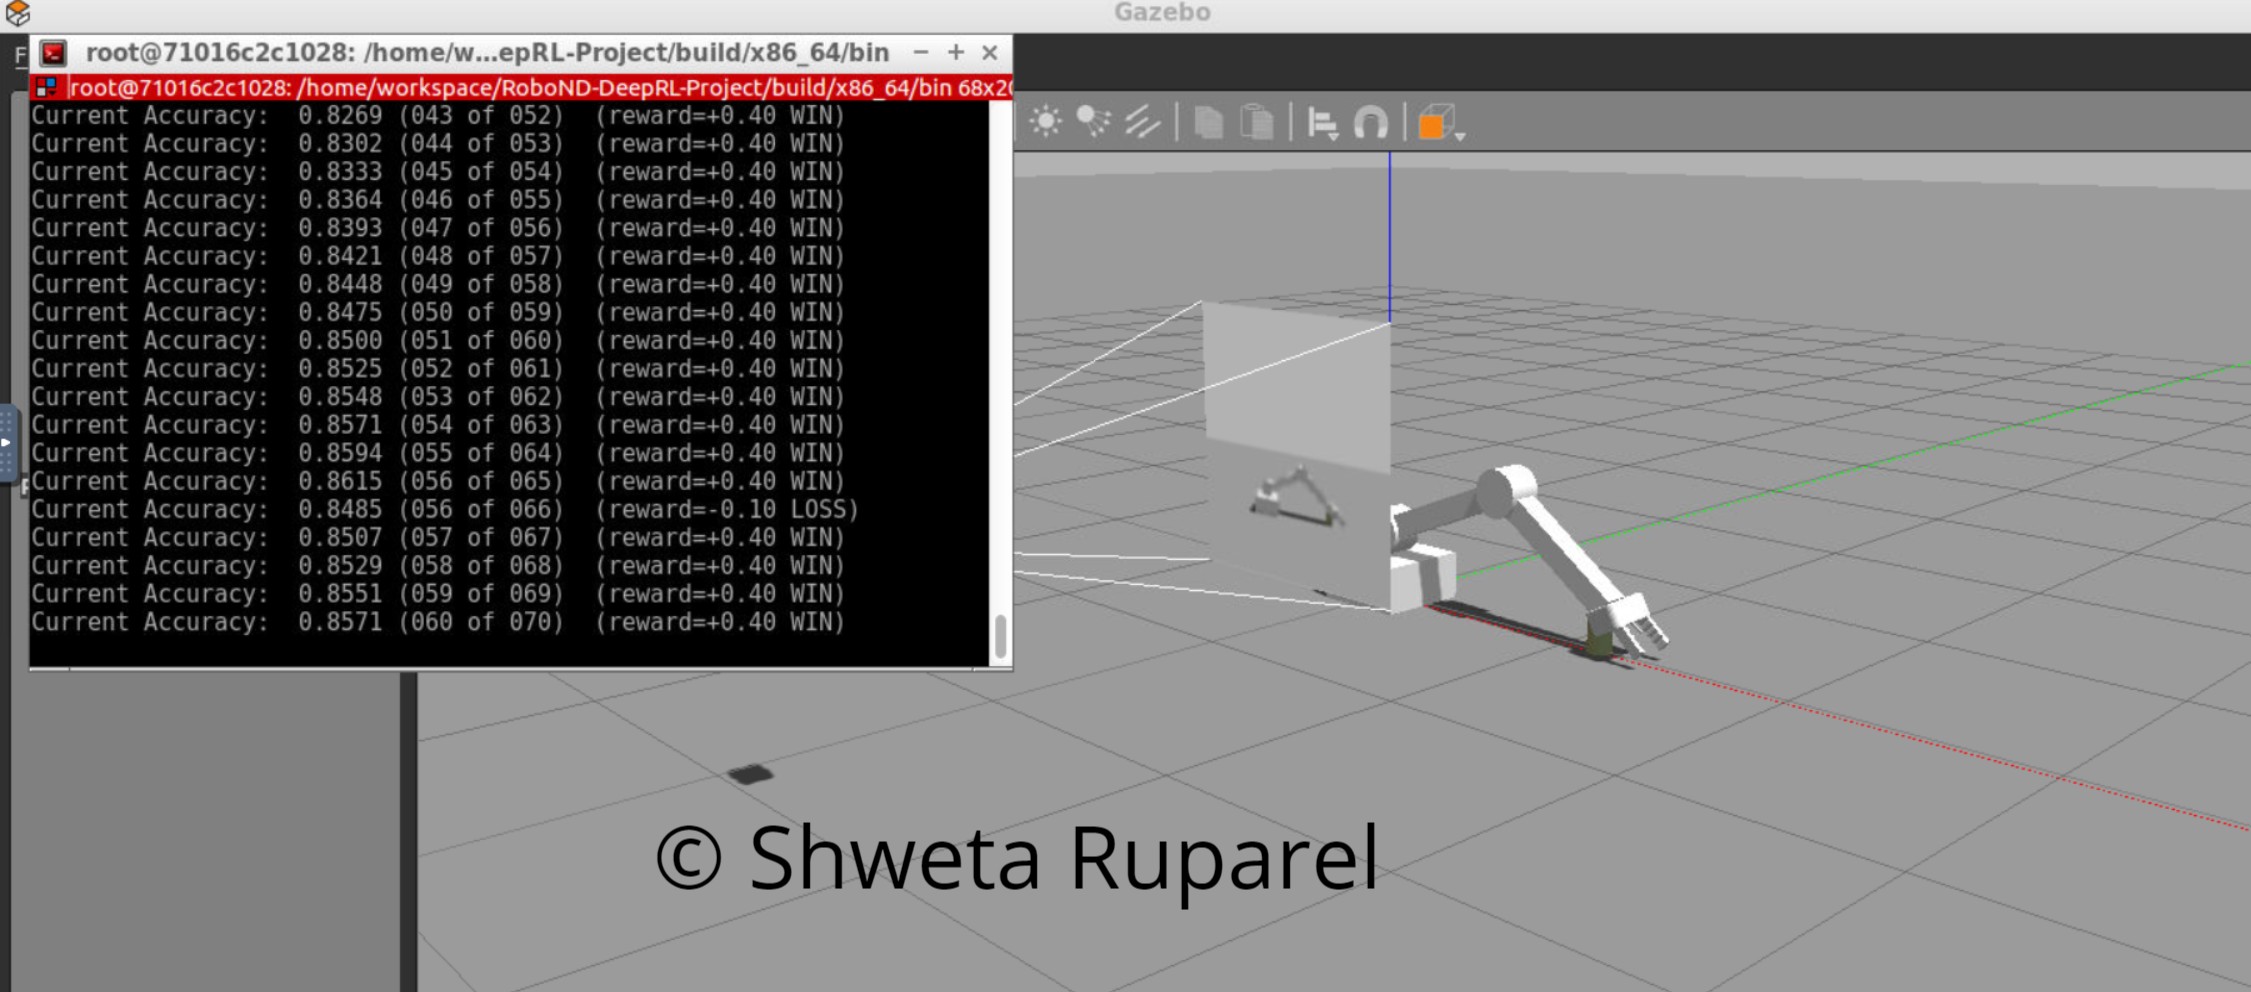 Gazebo
root@71016c2c1028: /home/w...epRL-Project/build/x86_64/bin
root@71016c2c1028: /home/workspace/RoboND-DeepRL-Project/build/x86_64/bin 68x20
Current Accuracy:  0.8269 (043 of 052)  (reward=+0.40 WIN)
Current Accuracy:  0.8302 (044 of 053)  (reward=+0.40 WIN)
Current Accuracy:  0.8333 (045 of 054)  (reward=+0.40 WIN)
Current Accuracy:  0.8364 (046 of 055)  (reward=+0.40 WIN)
Current Accuracy:  0.8393 (047 of 056)  (reward=+0.40 WIN)
Current Accuracy:  0.8421 (048 of 057)  (reward=+0.40 WIN)
Current Accuracy:  0.8448 (049 of 058)  (reward=+0.40 WIN)
Current Accuracy:  0.8475 (050 of 059)  (reward=+0.40 WIN)
Current Accuracy:  0.8500 (051 of 060)  (reward=+0.40 WIN)
Current Accuracy:  0.8525 (052 of 061)  (reward=+0.40 WIN)
Current Accuracy:  0.8548 (053 of 062)  (reward=+0.40 WIN)
Current Accuracy:  0.8571 (054 of 063)  (reward=+0.40 WIN)
Current Accuracy:  0.8594 (055 of 064)  (reward=+0.40 WIN)
Current Accuracy:  0.8615 (056 of 065)  (reward=+0.40 WIN)
Current Accuracy:  0.8485 (056 of 066)  (reward=-0.10 LOSS)
Current Accuracy:  0.8507 (057 of 067)  (reward=+0.40 WIN)
Current Accuracy:  0.8529 (058 of 068)  (reward=+0.40 WIN)
Current Accuracy:  0.8551 (059 of 069)  (reward=+0.40 WIN)
Current Accuracy:  0.8571 (060 of 070)  (reward=+0.40 WIN)
© Shweta Ruparel